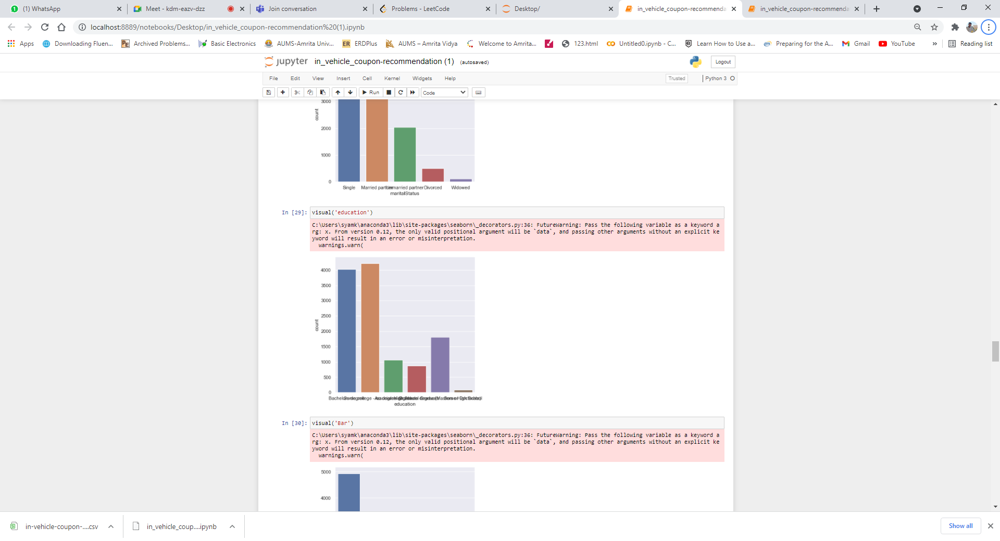 (1) WhatsApp
Meet - kdm-eazv-dzz
Join conversation
Problems - LeetCode
Desktop/
in_vehicle_coupon-recommenda
in_vehicle_coupon-recommenda
localhost:8889/notebooks/Desktop/in_vehicle_coupon-recommendation%20(1).ipynb
Apps
Downloading Fluen...
Archived Problems...
Basic Electronics
AUMS-Amrita Univ...
ER ERDPlus
AUMS – Amrita Vidya
Welcome to Amrita...
123.html
Untitled0.ipynb - C...
Learn How to Use a...
Preparing for the A...
Gmail
YouTube
»
Reading list
jupyter in_vehicle_coupon-recommendation (1) (autosaved)
Logout
File Edit View Insert Cell Kernel Widgets Help
Trusted
Python 3
Run
Code
3000
2000
1000
0
count
Single Married partner Unmarried partner Divorced Widowed
maritalStatus
In [29]: visual('education')
C:\Users\syamk\anaconda3\lib\site-packages\seaborn\_decorators.py:36: FutureWarning: Pass the following variable as a keyword a
rg: x. From version 0.12, the only valid positional argument will be `data`, and passing other arguments without an explicit ke
yword will result in an error or misinterpretation.
warnings.warn(
4000
3500
3000
2500
2000
1500
1000
500
0
count
education
In [30]: visual('Bar')
C:\Users\syamk\anaconda3\lib\site-packages\seaborn\_decorators.py:36: FutureWarning: Pass the following variable as a keyword a
rg: x. From version 0.12, the only valid positional argument will be `data`, and passing other arguments without an explicit ke
yword will result in an error or misinterpretation.
warnings.warn(
5000
4000
in-vehicle-coupon-....csv
in_vehicle_coup....ipynb
Show all